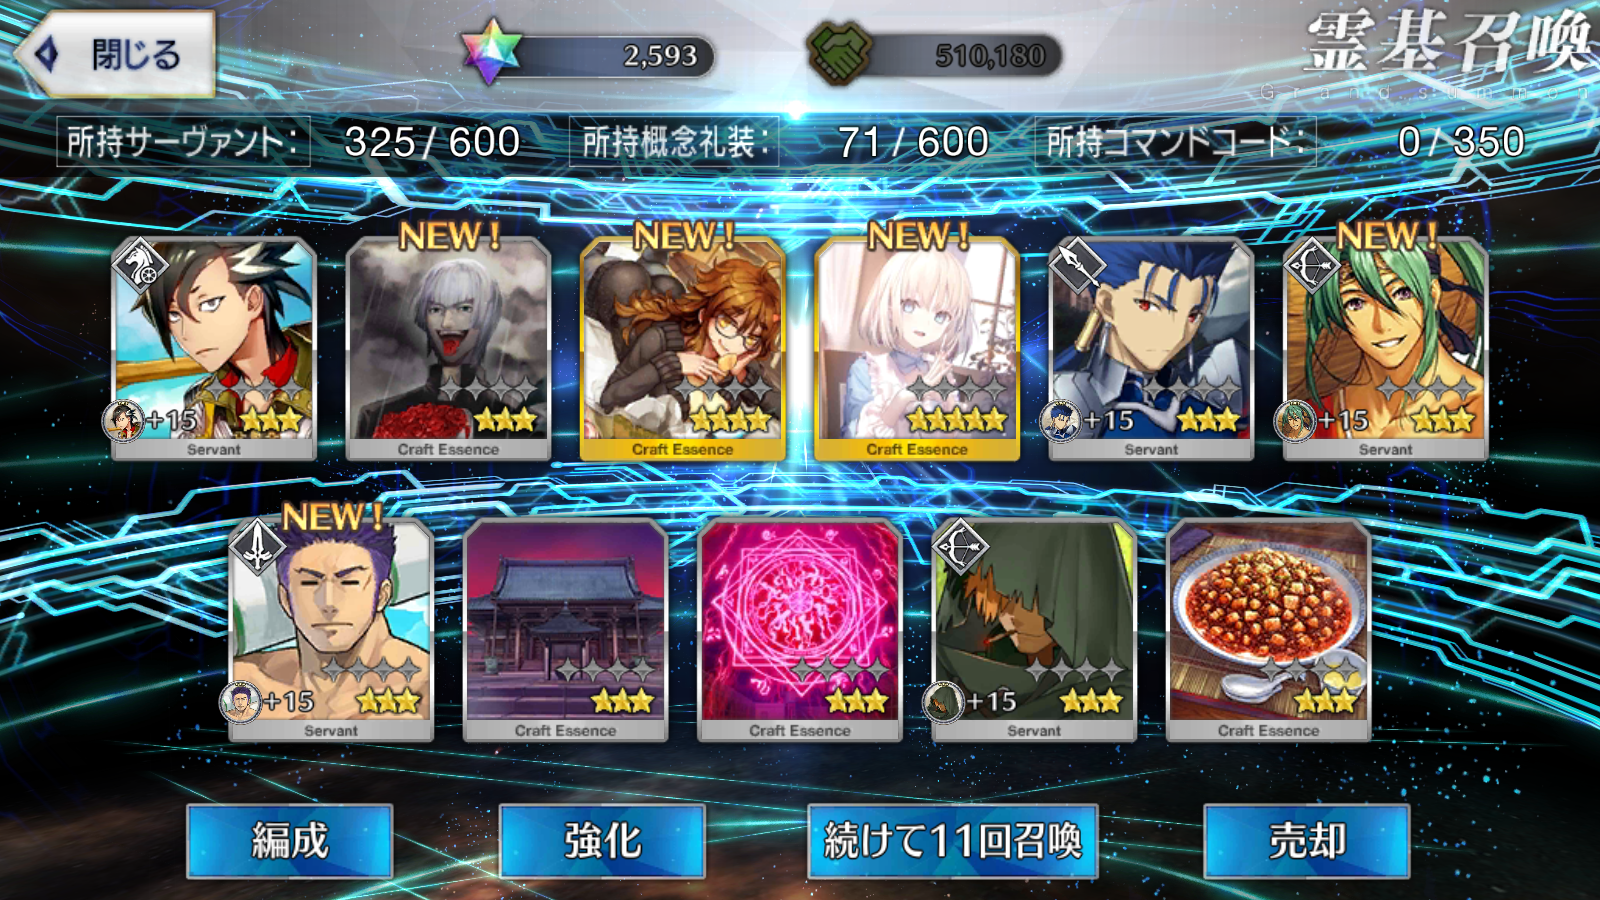 閉じる
2,593
510,180
霊基召喚
Grand summon
所持サーヴァント: 325 / 600
所持概念礼装: 71 / 600
所持コマンドコード: 0 / 350
NEW!
NEW!
NEW!
NEW!
+15
+15
+15
Servant
Craft Essence
Craft Essence
Craft Essence
Servant
Servant
NEW!
+15
+15
Servant
Craft Essence
Craft Essence
Servant
Craft Essence
編成
強化
続けて11回召喚
売却